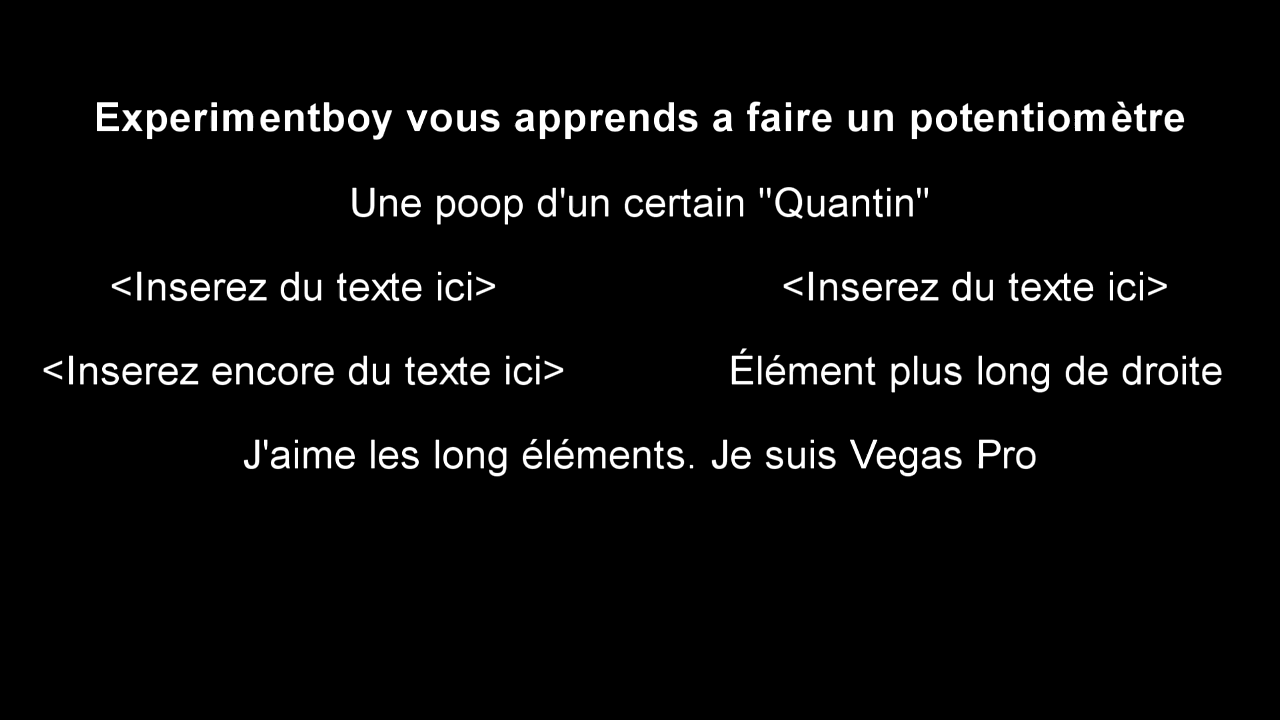 Experimentboy vous apprends a faire un potentiomètre
Une poop d'un certain "Quantin"
<Inserez du texte ici> <Inserez du texte ici>
<Inserez encore du texte ici> Élément plus long de droite
J'aime les long éléments. Je suis Vegas Pro